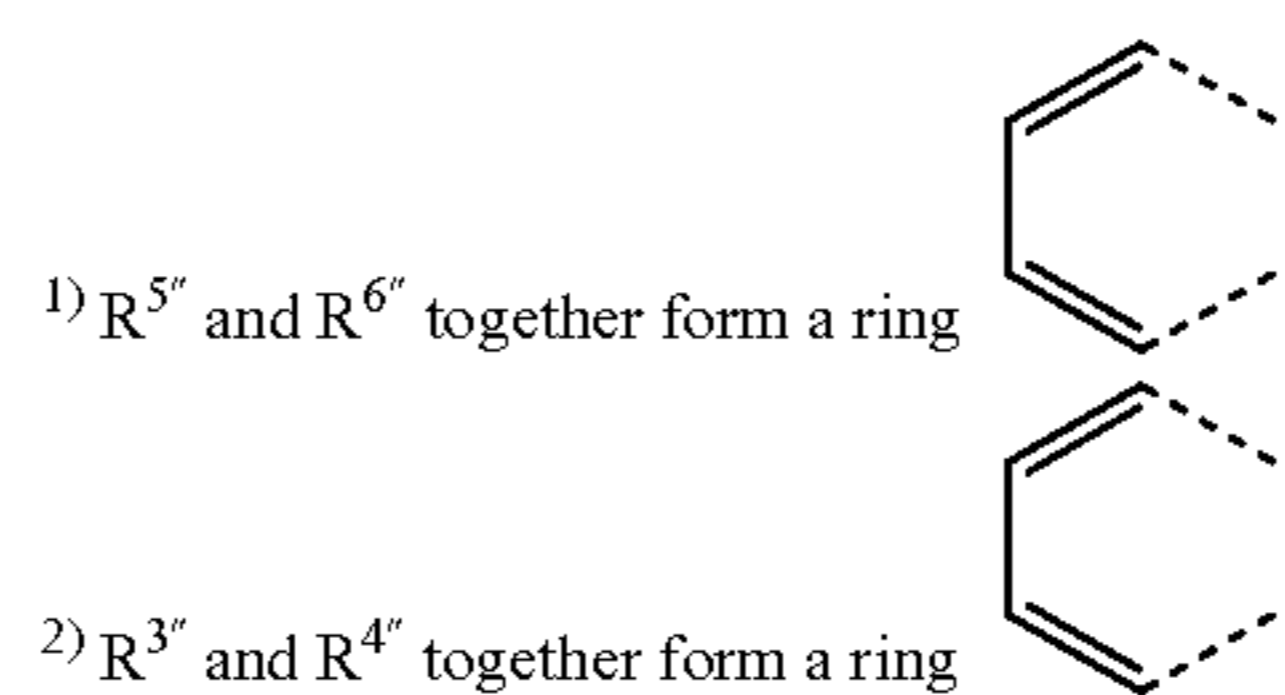 1) R5″ and R6″ together form a ring
2) R3″ and R4″ together form a ring